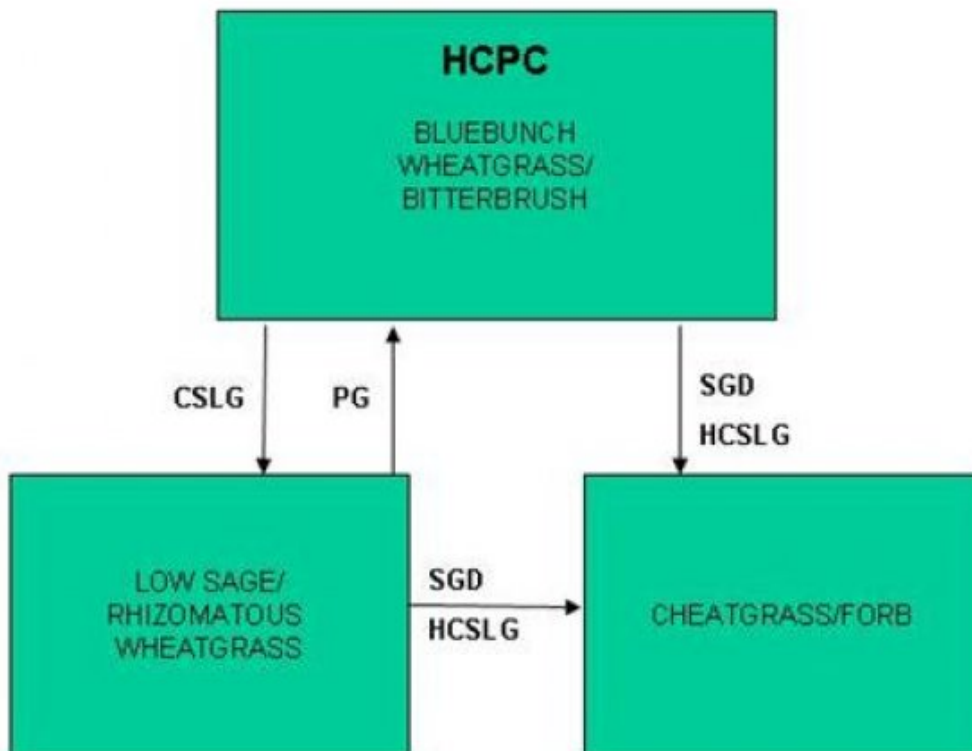 HCPC
BLUEBUNCH
WHEATGRASS/
BITTERBRUSH
CSLG
PG
SGD
HCSLG
LOW SAGE/
RHIZOMATOUS
WHEATGRASS
SGD
HCSLG
CHEATGRASS/FORB